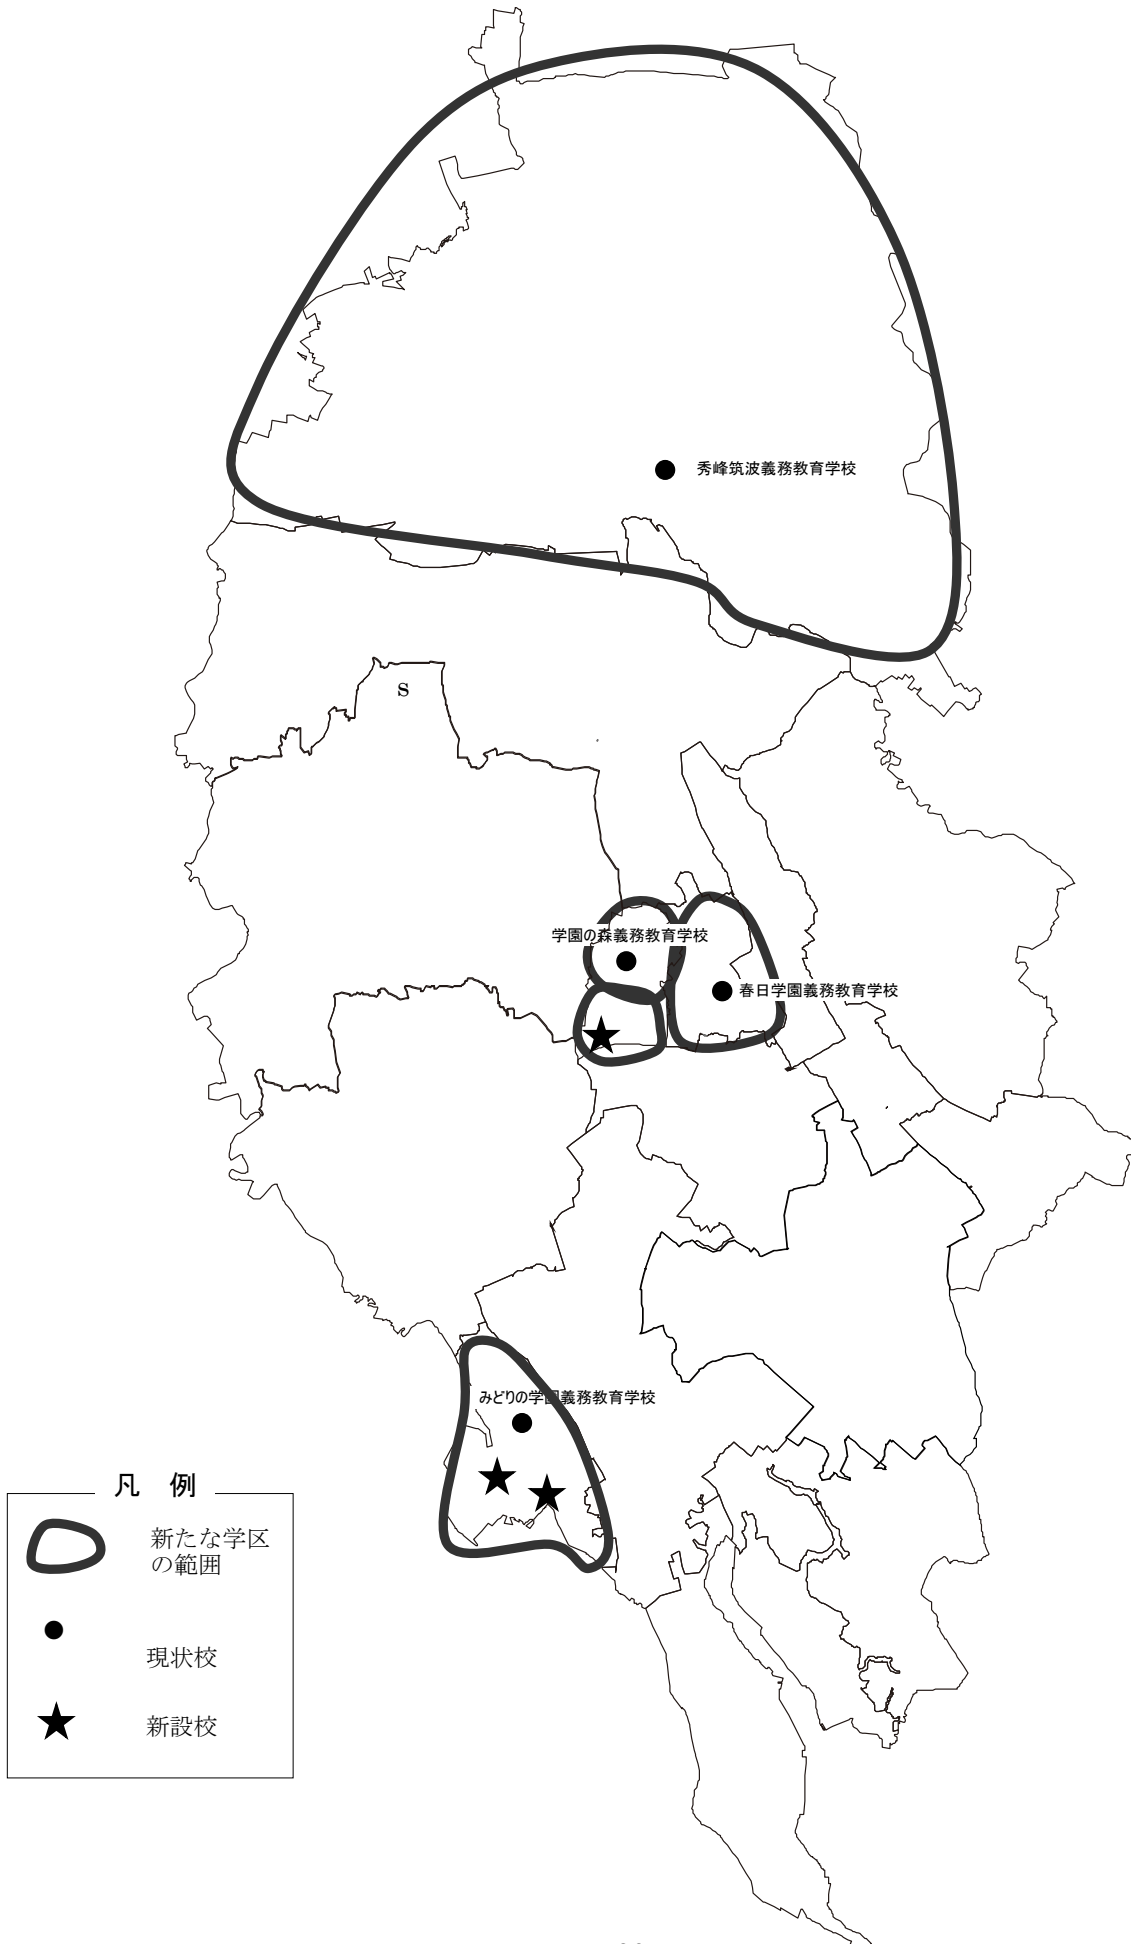 秀峰筑波義務教育学校
s
学園の森義務教育学校
春日学園義務教育学校
みどりの学園義務教育学校
凡 例
新たな学区
の範囲
現状校
新設校